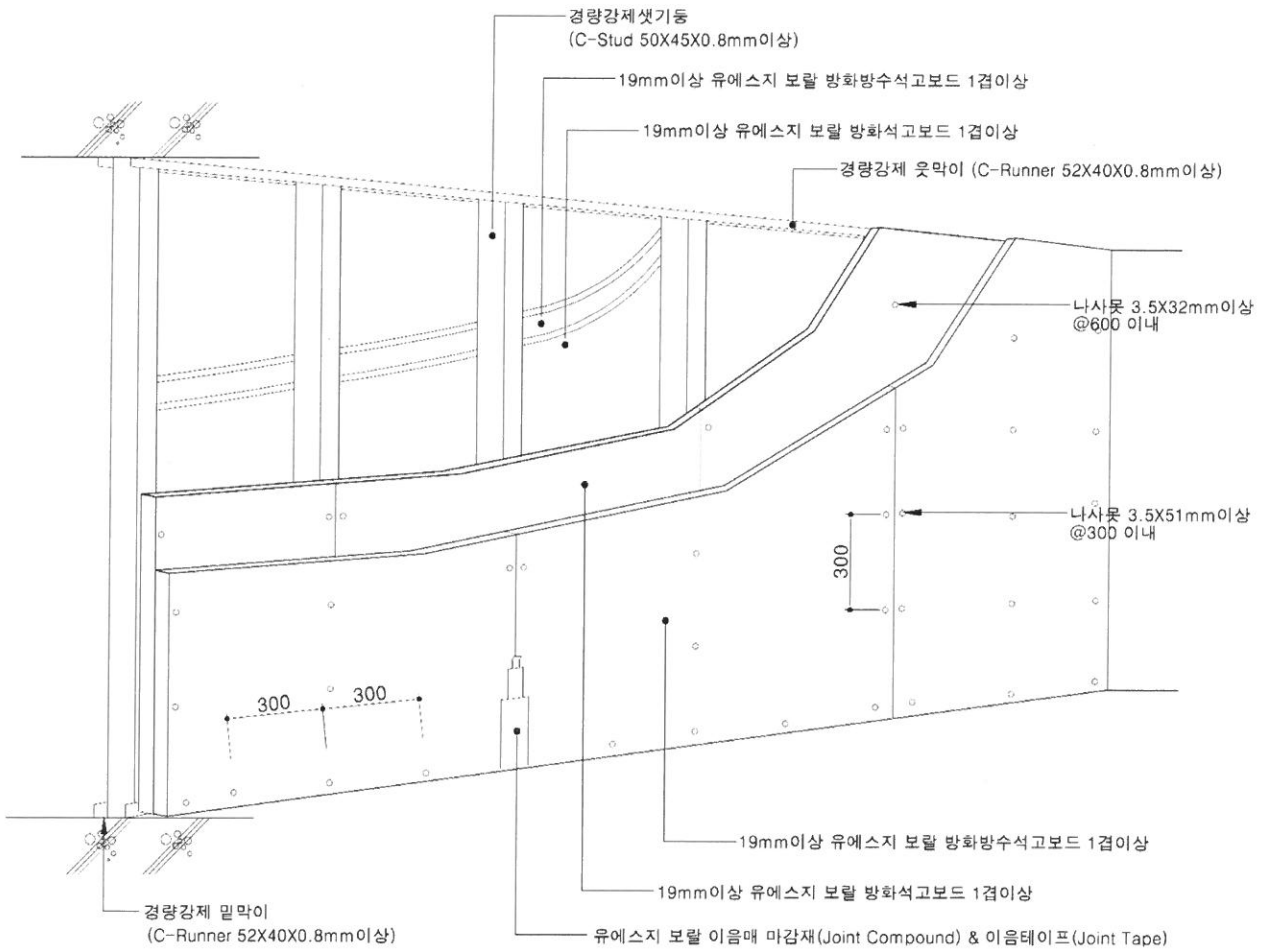 경량강제샛기둥
(C-Stud 50X45X0.8mm이상)
19mm이상 유에스지 보랄 방화방수석고보드 1겹이상
19mm이상 유에스지 보랄 방화석고보드 1겹이상
경량강제 웃막이 (C-Runner 52X40X0.8mm이상)
나사못 3.5X32mm이상
@600 이내
나사못 3.5X51mm이상
@300 이내
300
300
300
19mm이상 유에스지 보랄 방화방수석고보드 1겹이상
19mm이상 유에스지 보랄 방화석고보드 1겹이상
경량강제 밑막이
(C-Runner 52X40X0.8mm이상)
유에스지 보랄 이음매 마감재(Joint Compound) & 이음테이프(Joint Tape)